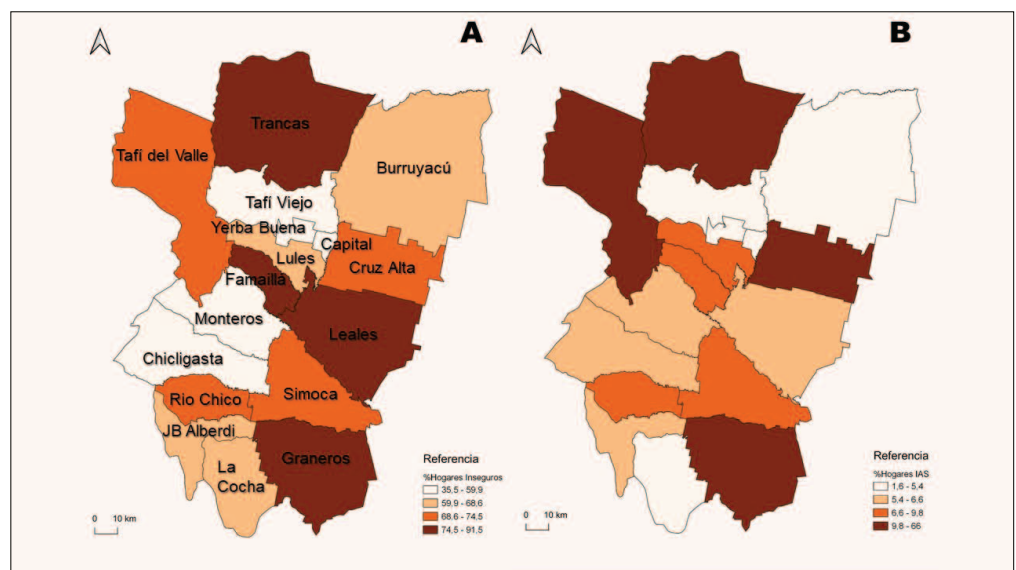 A
Trancas
Tafí del Valle
Burruyacú
Tafí Viejo
Yerba Buena
Capital
Lules
Cruz Alta
Famaillá
Monteros
Leales
Chicligasta
Simoca
Rio Chico
JB Alberdi
Graneros
La
Cocha
Referencia
%Hogares Inseguros
35,5 - 59,9
59,9 - 68,6
68,6 - 74,5
74,5 - 91,5
0 10 km
B
Referencia
%Hogares IAS
1,6 - 5,4
5,4 - 6,6
6,6 - 9,8
9,8 - 66
0 10 km